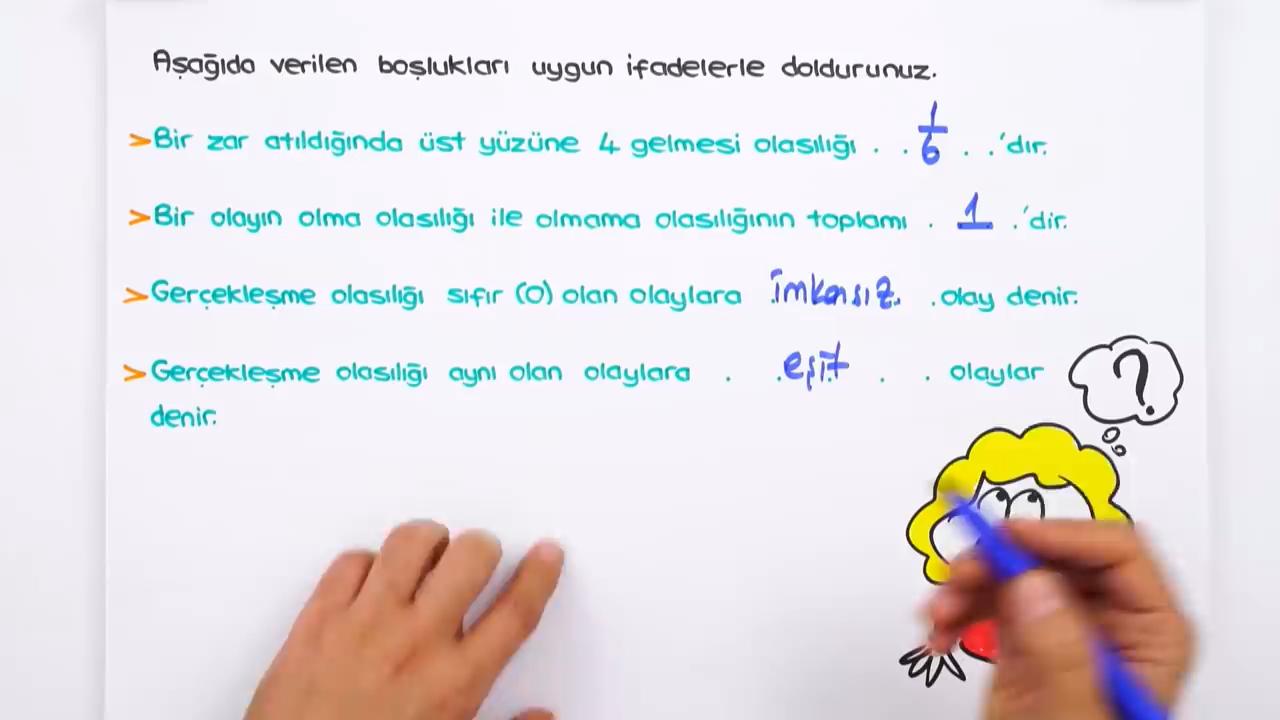 Aşağıda verilen boşlukları uygun ifadelerle doldurunuz.
>Bir zar atıldığında üst yüzüne 4 gelmesi olasılığı . . 1/6 . .'dır.
>Bir olayın olma olasılığı ile olmama olasılığının toplamı . 1 .'dir.
>Gerçekleşme olasılığı sıfır (0) olan olaylara .imkansız. .olay denir.
>Gerçekleşme olasılığı aynı olan olaylara . .eşit . . olaylar
denir.
?